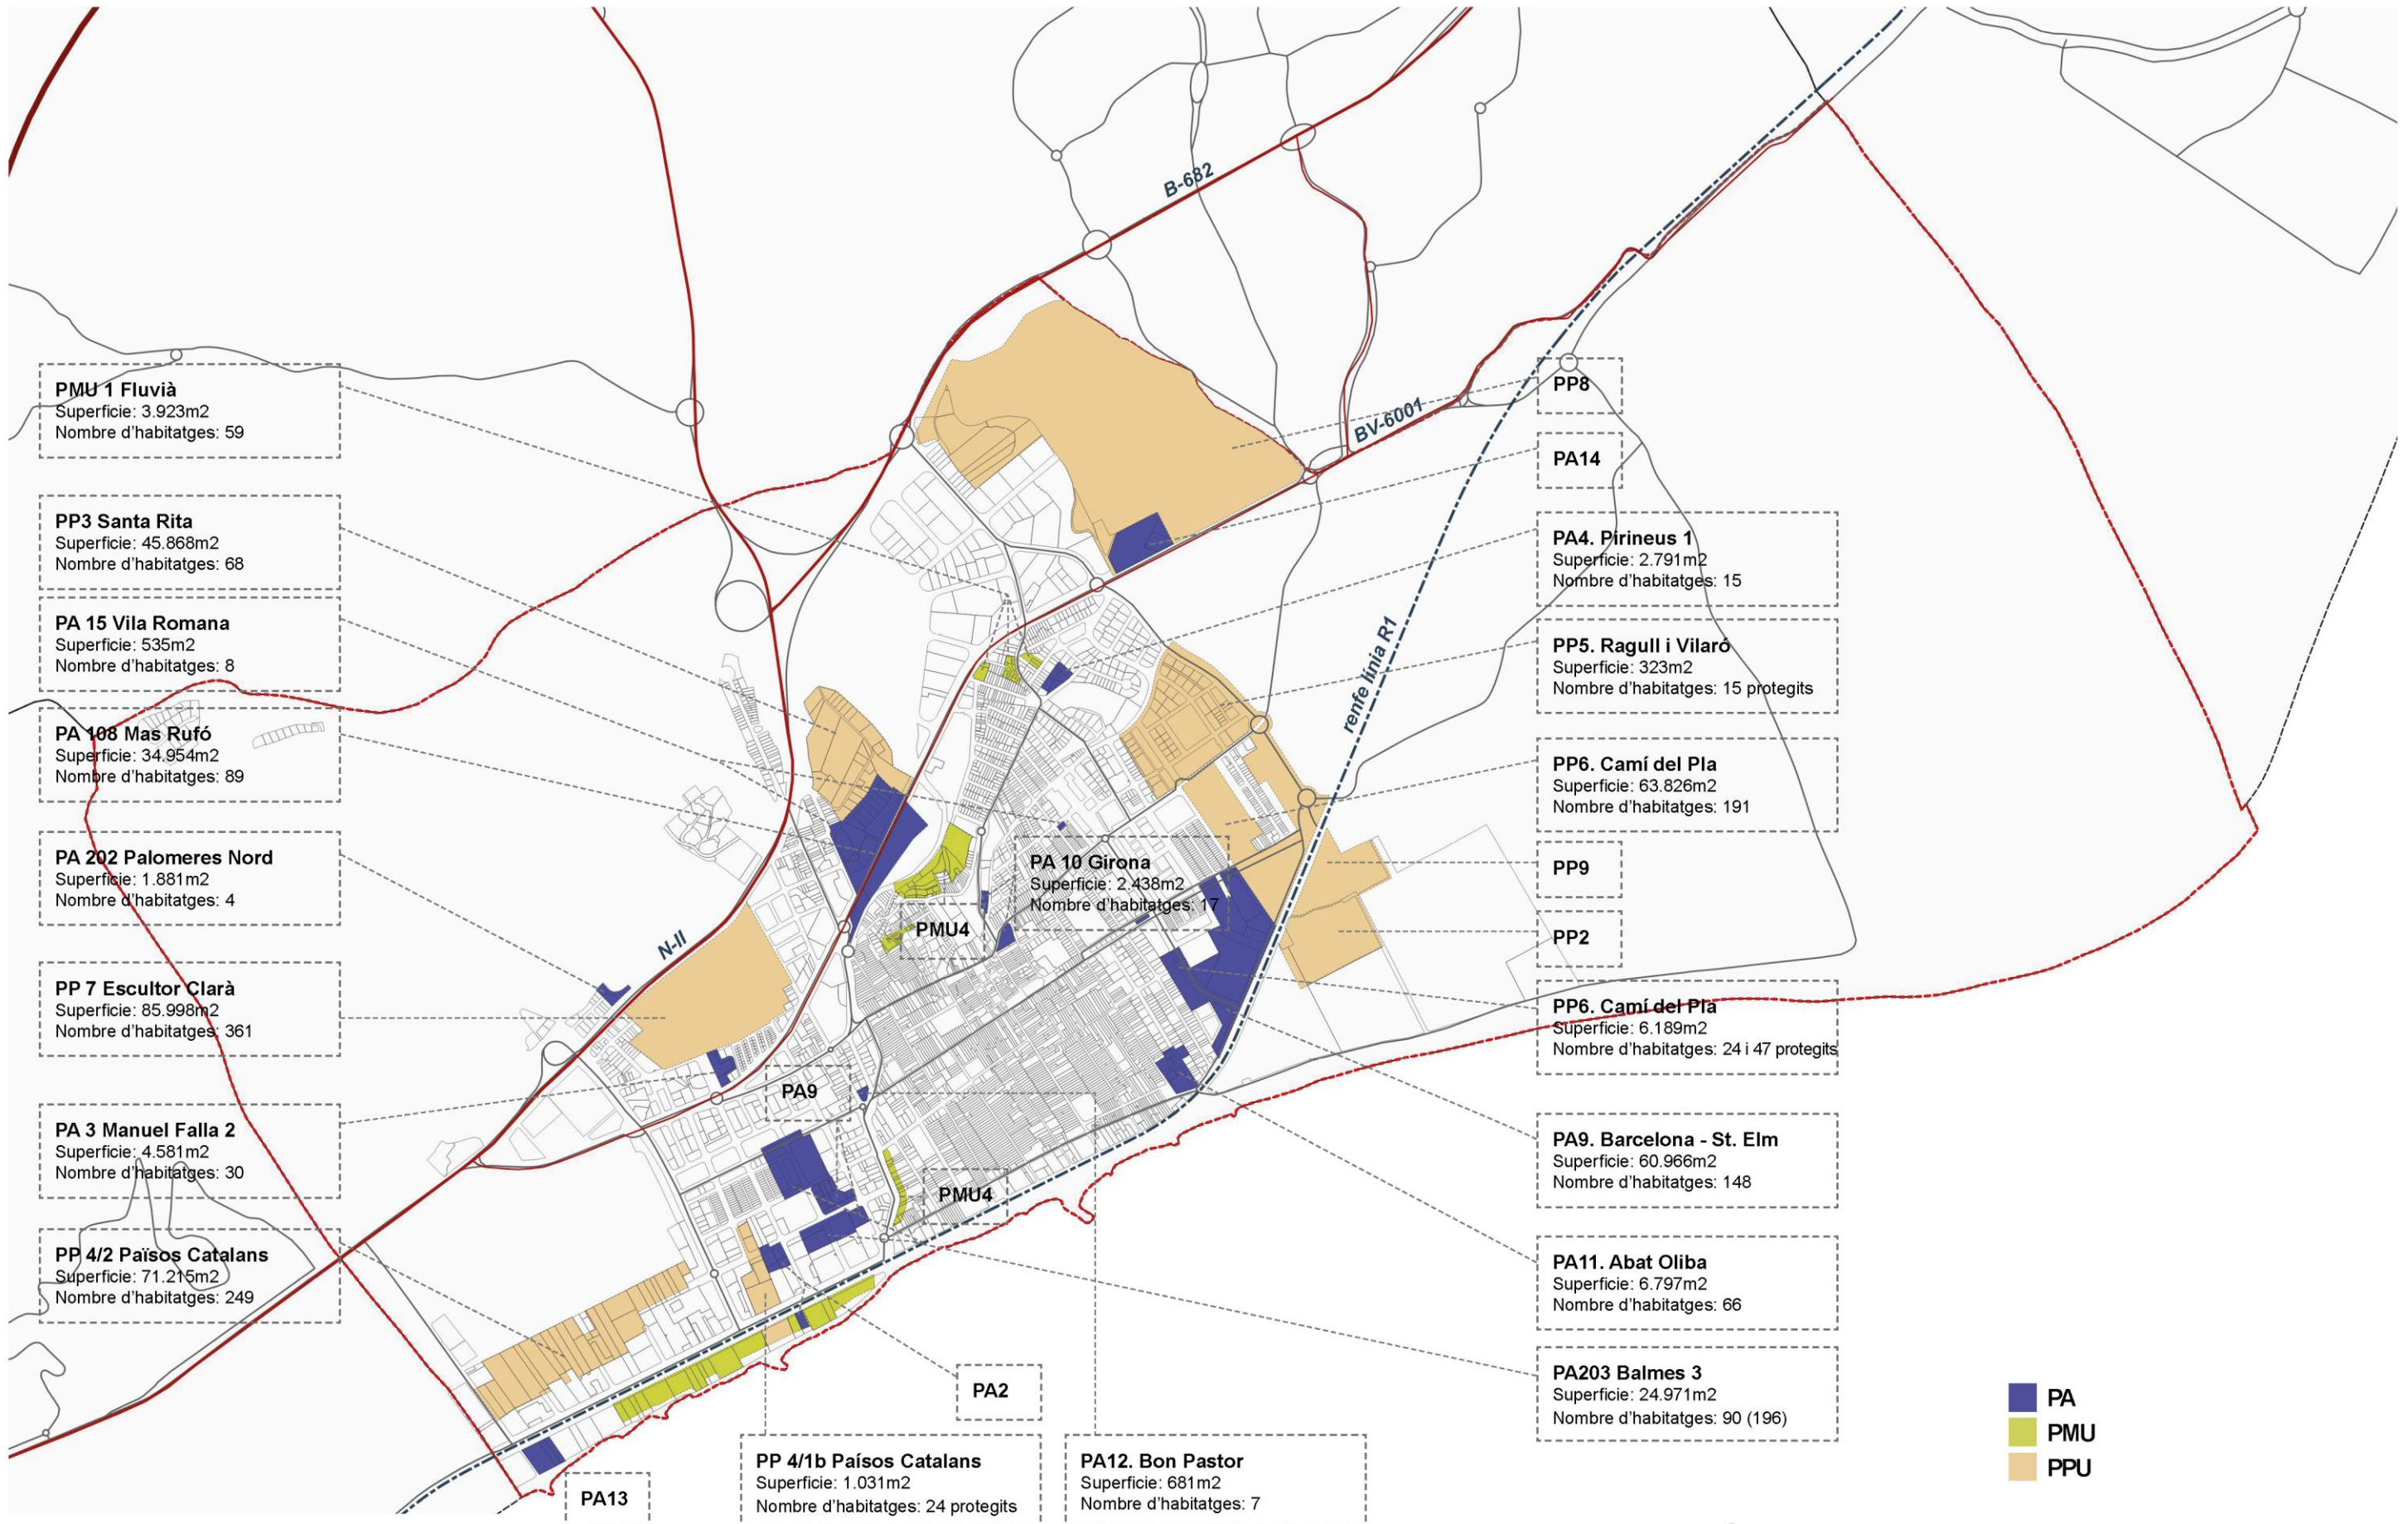 B-682
BV-6001
renfe línia R1
N-II
PMU 1 Fluvià
Superficie: 3.923m2
Nombre d'habitatges: 59
PP3 Santa Rita
Superficie: 45.868m2
Nombre d'habitatges: 68
PA 15 Vila Romana
Superficie: 535m2
Nombre d'habitatges: 8
PA 108 Mas Rufó
Superficie: 34.954m2
Nombre d'habitatges: 89
PA 202 Palomeres Nord
Superficie: 1.881m2
Nombre d'habitatges: 4
PP 7 Escultor Clarà
Superficie: 85.998m2
Nombre d'habitatges: 361
PA 3 Manuel Falla 2
Superficie: 4.581m2
Nombre d'habitatges: 30
PP 4/2 Països Catalans
Superficie: 71.215m2
Nombre d'habitatges: 249
PA 10 Girona
Superficie: 2.438m2
Nombre d'habitatges: 17
PMU4
PA9
PMU4
PA2
PA13
PP 4/1b Països Catalans
Superficie: 1.031m2
Nombre d'habitatges: 24 protegits
PA12. Bon Pastor
Superficie: 681m2
Nombre d'habitatges: 7
PP8
PA14
PA4. Pirineus 1
Superficie: 2.791m2
Nombre d'habitatges: 15
PP5. Ragull i Vilaró
Superficie: 323m2
Nombre d'habitatges: 15 protegits
PP6. Camí del Pla
Superficie: 63.826m2
Nombre d'habitatges: 191
PP9
PP2
PP6. Camí del Pla
Superficie: 6.189m2
Nombre d'habitatges: 24 i 47 protegits
PA9. Barcelona - St. Elm
Superficie: 60.966m2
Nombre d'habitatges: 148
PA11. Abat Oliba
Superficie: 6.797m2
Nombre d'habitatges: 66
PA203 Balmes 3
Superficie: 24.971m2
Nombre d'habitatges: 90 (196)
PA
PMU
PPU